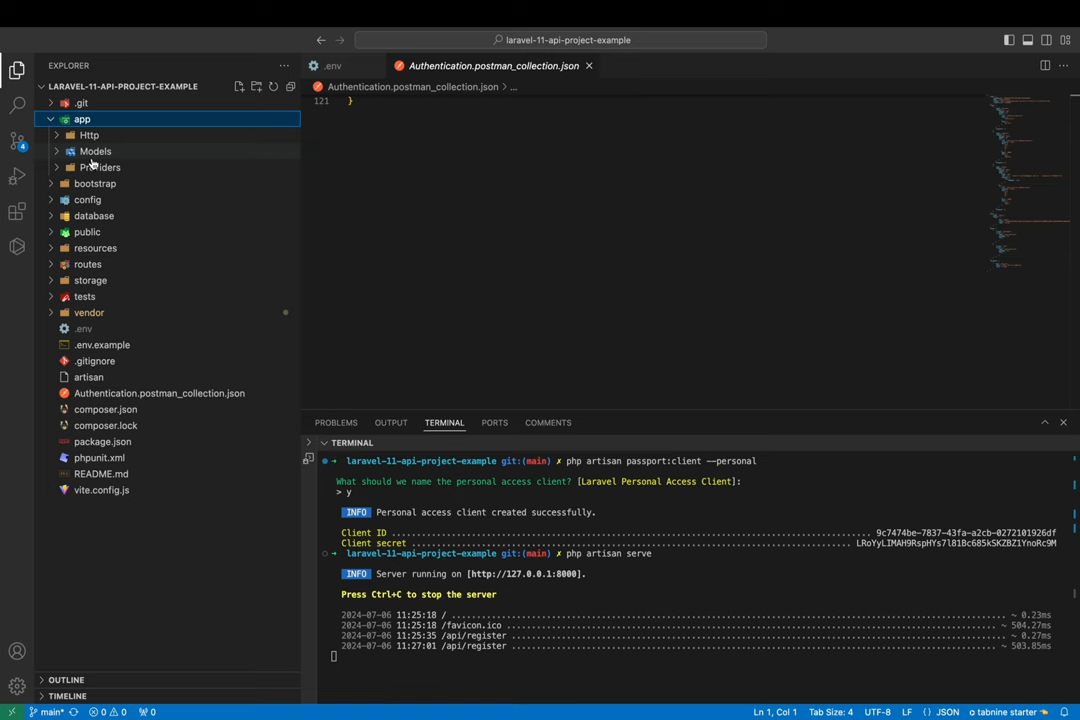 laravel-11-api-project-example
EXPLORER
LARAVEL-11-API-PROJECT-EXAMPLE
.git
app
Http
Models
Providers
bootstrap
config
database
public
resources
routes
storage
tests
vendor
.env
.env.example
.gitignore
artisan
Authentication.postman_collection.json
composer.json
composer.lock
package.json
phpunit.xml
README.md
vite.config.js
OUTLINE
TIMELINE
4
.env
Authentication.postman_collection.json
Authentication.postman_collection.json > ...
121 }
PROBLEMS OUTPUT TERMINAL PORTS COMMENTS
TERMINAL
laravel-11-api-project-example git:(main) ✗ php artisan passport:client --personal
What should we name the personal access client? [Laravel Personal Access Client]:
> y
INFO Personal access client created successfully.
Client ID ........ 9c7474be-7837-43fa-a2cb-0272101926df
Client secret ........ LRoYyLIMAH9RspHYs7l81Bc685kSKZBZ1YnoRc9M
laravel-11-api-project-example git:(main) ✗ php artisan serve
INFO Server running on [http://127.0.0.1:8000].
Press Ctrl+C to stop the server
2024-07-06 11:25:18 / ........ ~ 0.23ms
2024-07-06 11:25:18 /favicon.ico ........ ~ 504.27ms
2024-07-06 11:25:35 /api/register ........ ~ 0.27ms
2024-07-06 11:27:01 /api/register ........ ~ 503.85ms
main* 0 0 0 Ln 1, Col 1 Tab Size: 4 UTF-8 LF {} JSON tabnine starter